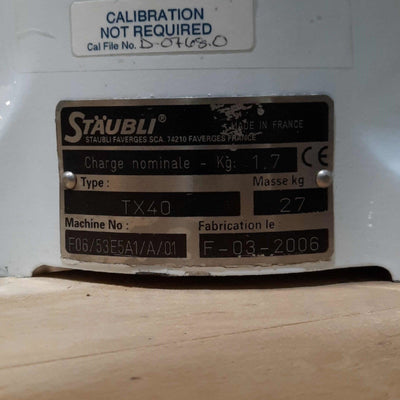 CALIBRATION
NOT REQUIRED
Cal File No. D-0768.0
STÄUBLI
MADE IN FRANCE
STAUBLI FAVERGES SCA. 74210 FAVERGES FRANCE
Charge nominale - Kg: 1.7 CE
Type : Masse kg
TX40 27
Machine No : Fabrication le :
F06/53E5A1/A/01 F-03-2006